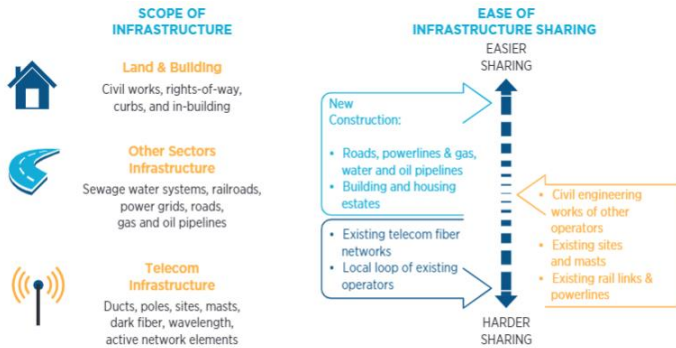 SCOPE OF
INFRASTRUCTURE
Land & Building
Civil works, rights-of-way,
curbs, and in-building
Other Sectors
Infrastructure
Sewage water systems, railroads,
power grids, roads,
gas and oil pipelines
Telecom
Infrastructure
Ducts, poles, sites, masts,
dark fiber, wavelength,
active network elements
EASE OF
INFRASTRUCTURE SHARING
EASIER
SHARING
New
Construction:
• Roads, powerlines & gas,
water and oil pipelines
• Building and housing
estates
• Existing telecom fiber
networks
• Local loop of existing
operators
• Civil engineering
works of other
operators
• Existing sites
and masts
• Existing rail links &
powerlines
HARDER
SHARING